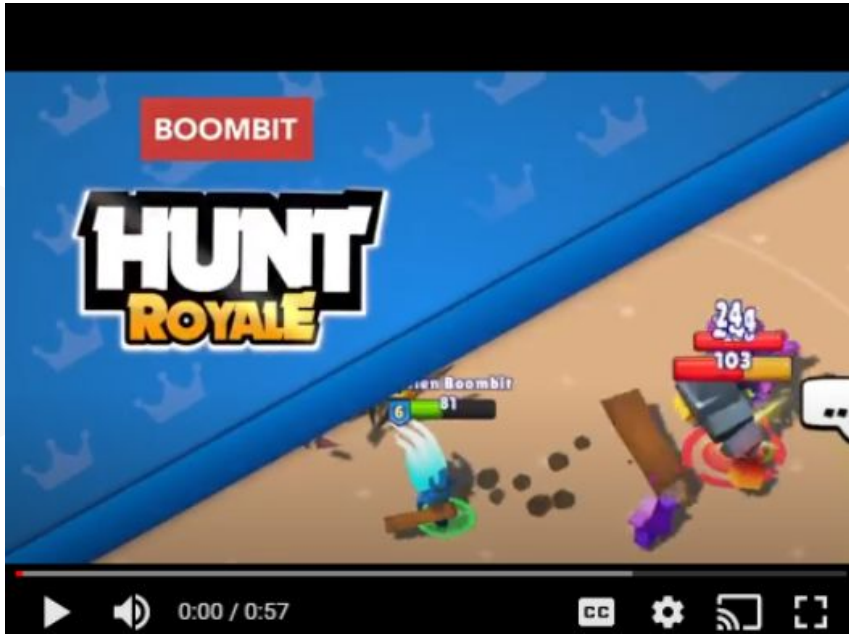 BOOMBIT
HUNT
ROYALE
103
Boombit
6
81
0:00 / 0:57
CC